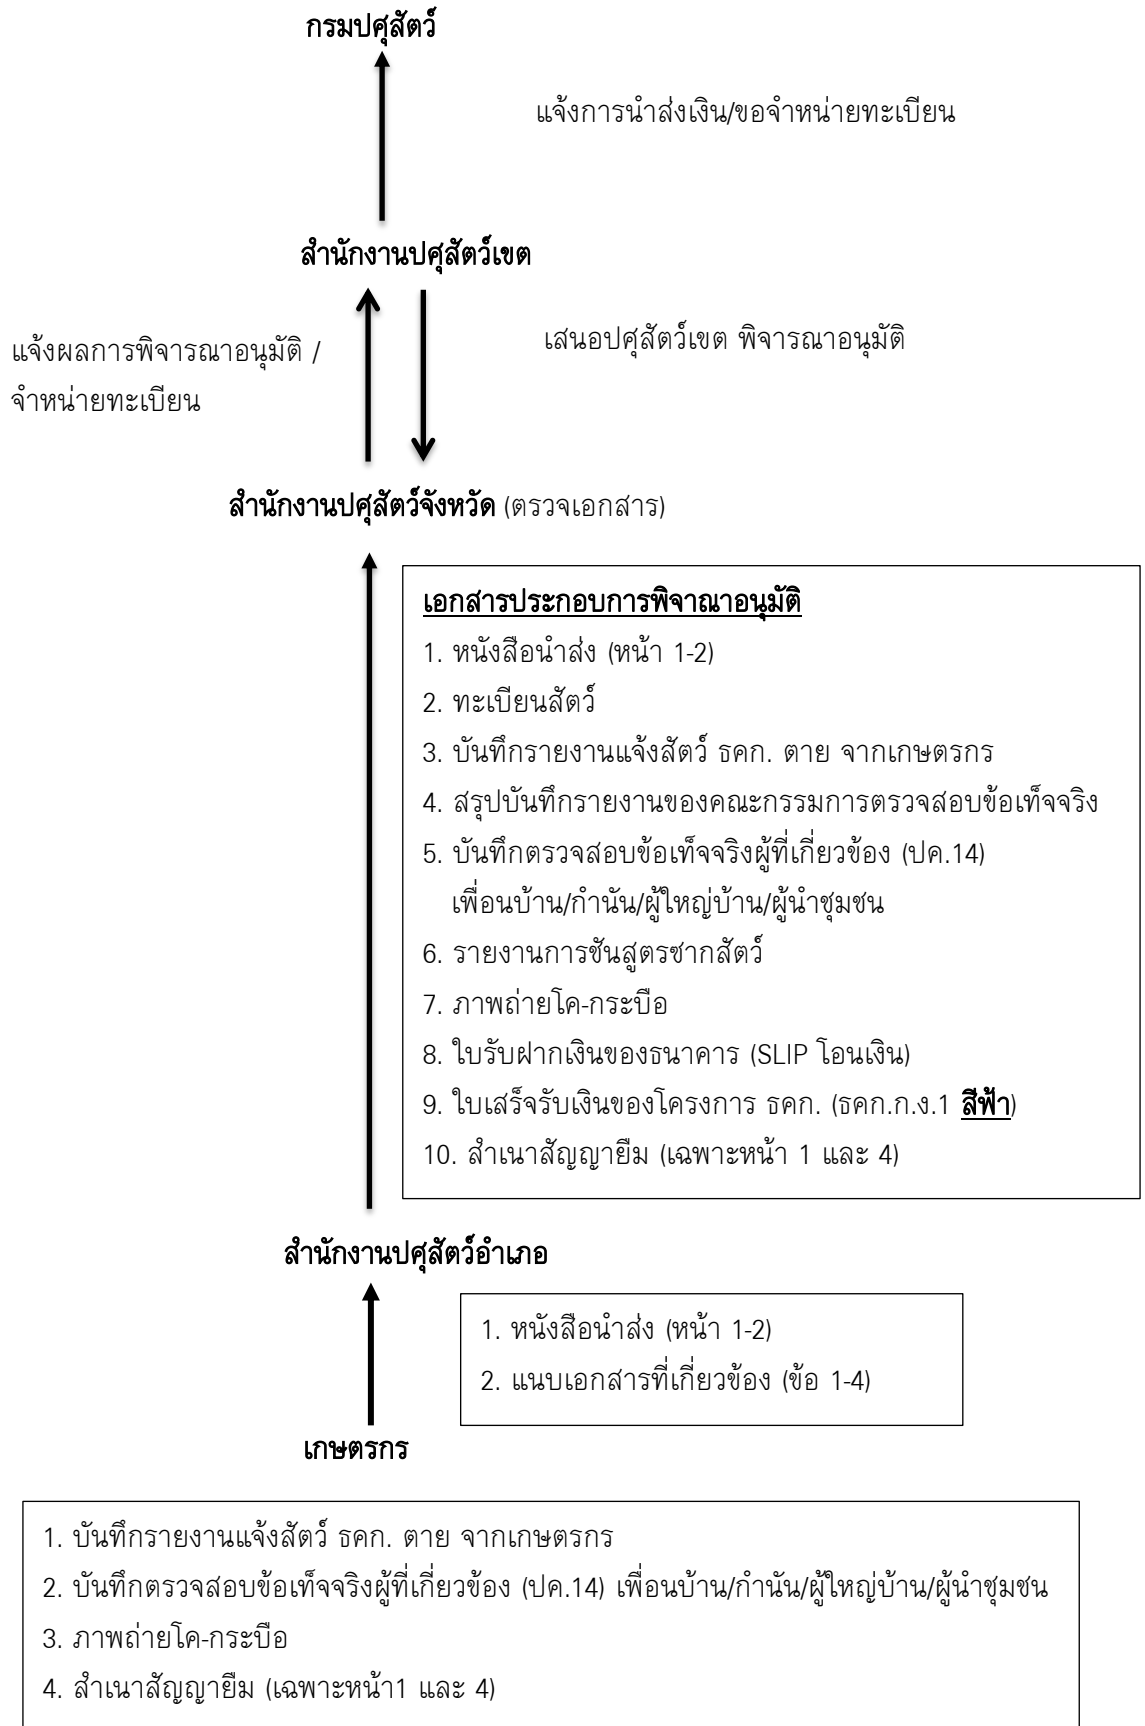 กรมปศุสัตว์
แจ้งการนำส่งเงิน/ขอจำหน่ายทะเบียน
สำนักงานปศุสัตว์เขต
แจ้งผลการพิจารณาอนุมัติ /
จำหน่ายทะเบียน
เสนอปศุสัตว์เขต พิจารณาอนุมัติ
สำนักงานปศุสัตว์จังหวัด (ตรวจเอกสาร)
เอกสารประกอบการพิจาณาอนุมัติ
1. หนังสือนำส่ง (หน้า 1-2)
2. ทะเบียนสัตว์
3. บันทึกรายงานแจ้งสัตว์ ธคก. ตาย จากเกษตรกร
4. สรุปบันทึกรายงานของคณะกรรมการตรวจสอบข้อเท็จจริง
5. บันทึกตรวจสอบข้อเท็จจริงผู้ที่เกี่ยวข้อง (ปค.14)
เพื่อนบ้าน/กำนัน/ผู้ใหญ่บ้าน/ผู้นำชุมชน
6. รายงานการชันสูตรซากสัตว์
7. ภาพถ่ายโค-กระบือ
8. ใบรับฝากเงินของธนาคาร (SLIP โอนเงิน)
9. ใบเสร็จรับเงินของโครงการ ธคก. (ธคก.ก.ง.1 สีฟ้า)
10. สำเนาสัญญายืม (เฉพาะหน้า 1 และ 4)
สำนักงานปศุสัตว์อำเภอ
1. หนังสือนำส่ง (หน้า 1-2)
2. แนบเอกสารที่เกี่ยวข้อง (ข้อ 1-4)
เกษตรกร
1. บันทึกรายงานแจ้งสัตว์ ธคก. ตาย จากเกษตรกร
2. บันทึกตรวจสอบข้อเท็จจริงผู้ที่เกี่ยวข้อง (ปค.14) เพื่อนบ้าน/กำนัน/ผู้ใหญ่บ้าน/ผู้นำชุมชน
3. ภาพถ่ายโค-กระบือ
4. สำเนาสัญญายืม (เฉพาะหน้า1 และ 4)